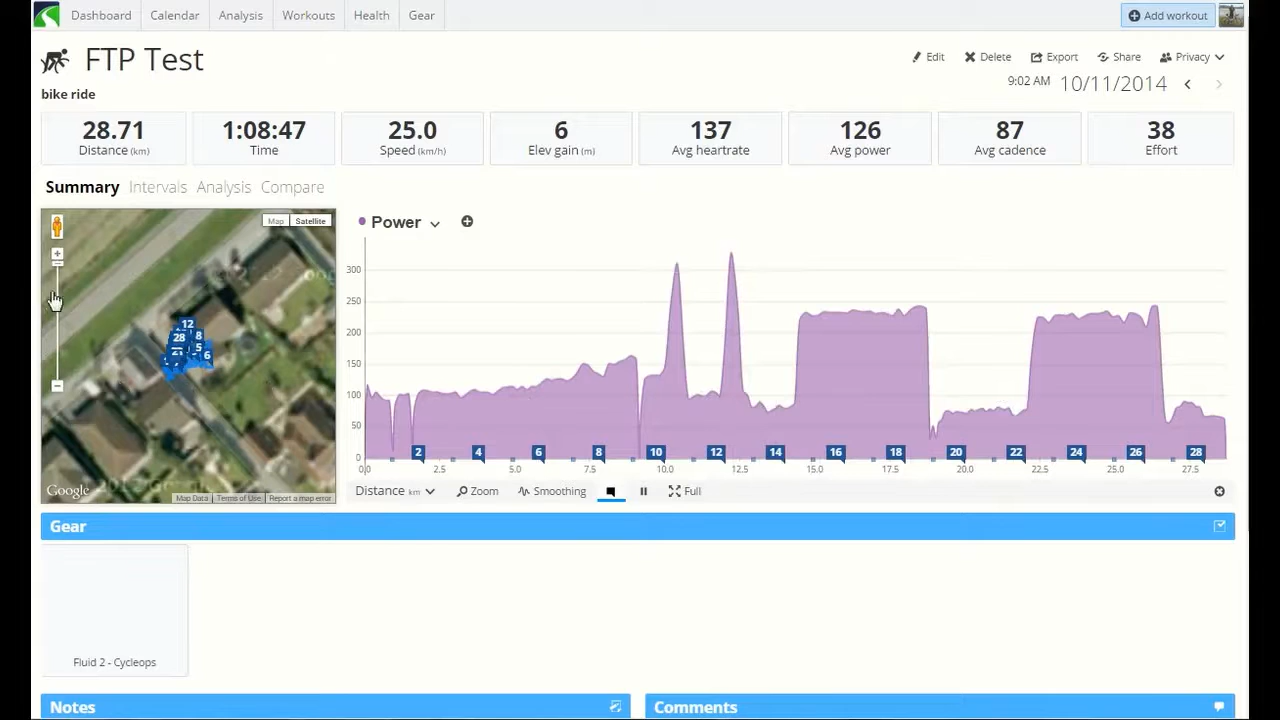 Dashboard Calendar Analysis Workouts Health Gear Add workout
FTP Test
Edit Delete Export Share Privacy
9:02 AM 10/11/2014
bike ride
28.71 1:08:47 25.0 6 137 126 87 38
Distance (km) Time Speed (km/h) Elev gain (m) Avg heartrate Avg power Avg cadence Effort
Summary Intervals Analysis Compare
Map Satellite
Power
300
250
200
150
100
50
0
12
28 8
5
6
2 4 6 8 10 12 14 16 18 20 22 24 26 28
0.0 2.5 5.0 7.5 10.0 12.5 15.0 17.5 20.0 22.5 25.0 27.5
Google
Map Data Terms of Use Report a map error
Distance km Zoom Smoothing Full
Gear
Fluid 2 - Cycleops
Notes Comments